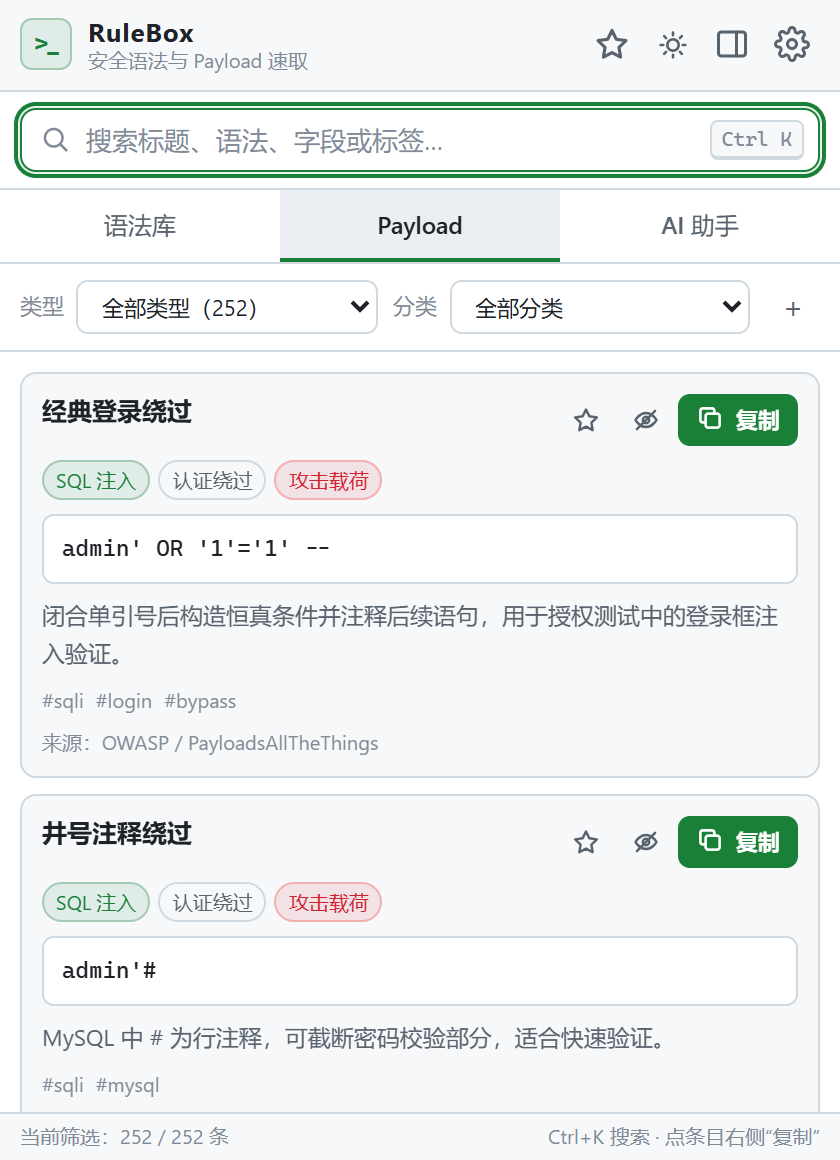 >_
RuleBox
安全语法与 Payload 速取
搜索标题、语法、字段或标签... Ctrl K
语法库 Payload AI 助手
类型 全部类型（252） 分类 全部分类 +
经典登录绕过 复制
SQL 注入 认证绕过 攻击载荷
admin' OR '1'='1' --
闭合单引号后构造恒真条件并注释后续语句，用于授权测试中的登录框注
入验证。
#sqli #login #bypass
来源：OWASP / PayloadsAllTheThings
井号注释绕过 复制
SQL 注入 认证绕过 攻击载荷
admin'#
MySQL 中 # 为行注释，可截断密码校验部分，适合快速验证。
#sqli #mysql
当前筛选：252 / 252 条 Ctrl+K 搜索 · 点条目右侧“复制”